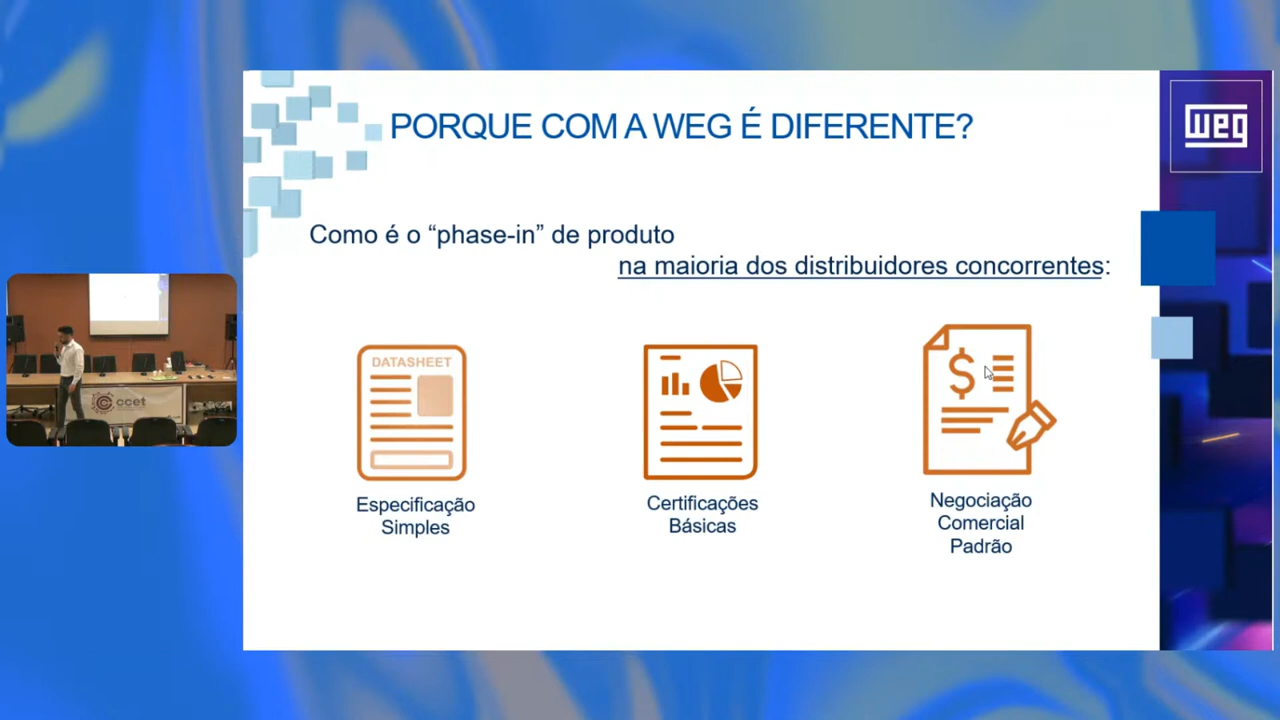 PORQUE COM A WEG É DIFERENTE?
weg
Como é o “phase-in” de produto
na maioria dos distribuidores concorrentes:
DATASHEET
$
Especificação
Simples
Certificações
Básicas
Negociação
Comercial
Padrão
ccet